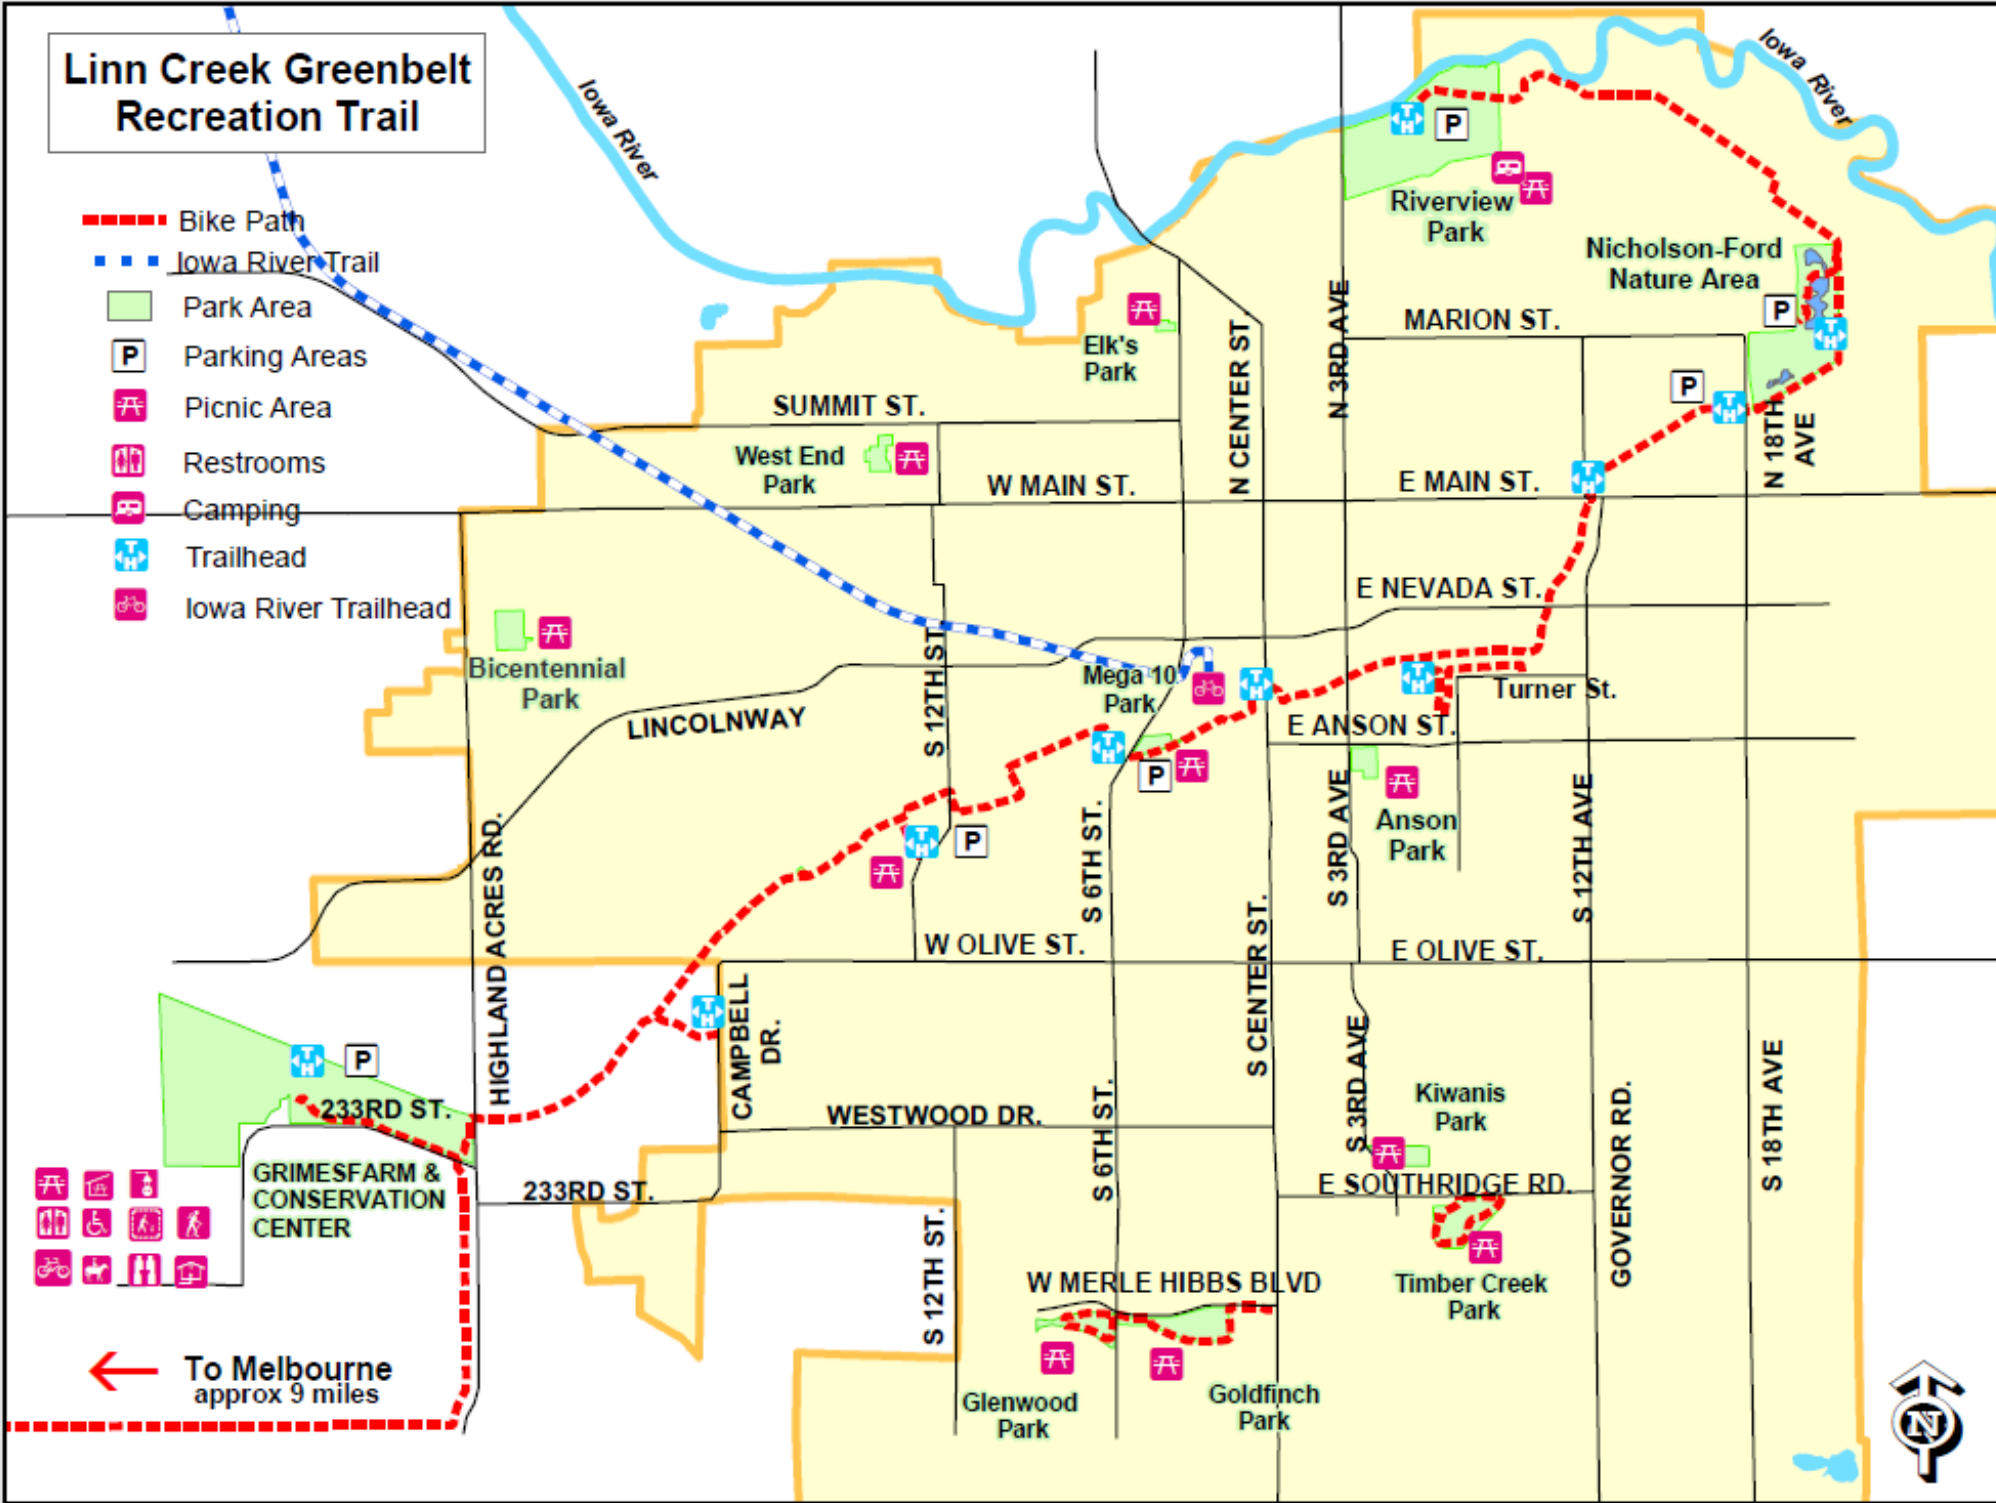 Linn Creek Greenbelt
Recreation Trail
Bike Path
Iowa River Trail
Park Area
P
Parking Areas
Picnic Area
Restrooms
Camping
T
H
Trailhead
Iowa River Trailhead
Iowa River
Iowa River
T
H
P
Riverview
Park
Nicholson-Ford
Nature Area
P
T
H
Elk's
Park
N CENTER ST
N 3RD AVE
MARION ST.
P
T
H
N 18TH
AVE
SUMMIT ST.
West End
Park
W MAIN ST.
E MAIN ST.
T
H
E NEVADA ST.
Bicentennial
Park
S 12TH ST.
Mega 10
Park
T
H
T
H
Turner St.
LINCOLNWAY
E ANSON ST.
T
H
P
S 3RD AVE
Anson
Park
S 12TH AVE
HIGHLAND ACRES RD.
T
H
P
S 6TH ST.
W OLIVE ST.
E OLIVE ST.
S CENTER ST.
T
H
CAMPBELL
DR.
T
H
P
233RD ST.
WESTWOOD DR.
S 6TH ST.
S 3RD AVE
Kiwanis
Park
GOVERNOR RD.
S 18TH AVE
GRIMESFARM &
CONSERVATION
CENTER
233RD ST.
E SOUTHRIDGE RD.
S 12TH ST.
W MERLE HIBBS BLVD
Timber Creek
Park
To Melbourne
approx 9 miles
Glenwood
Park
Goldfinch
Park
N